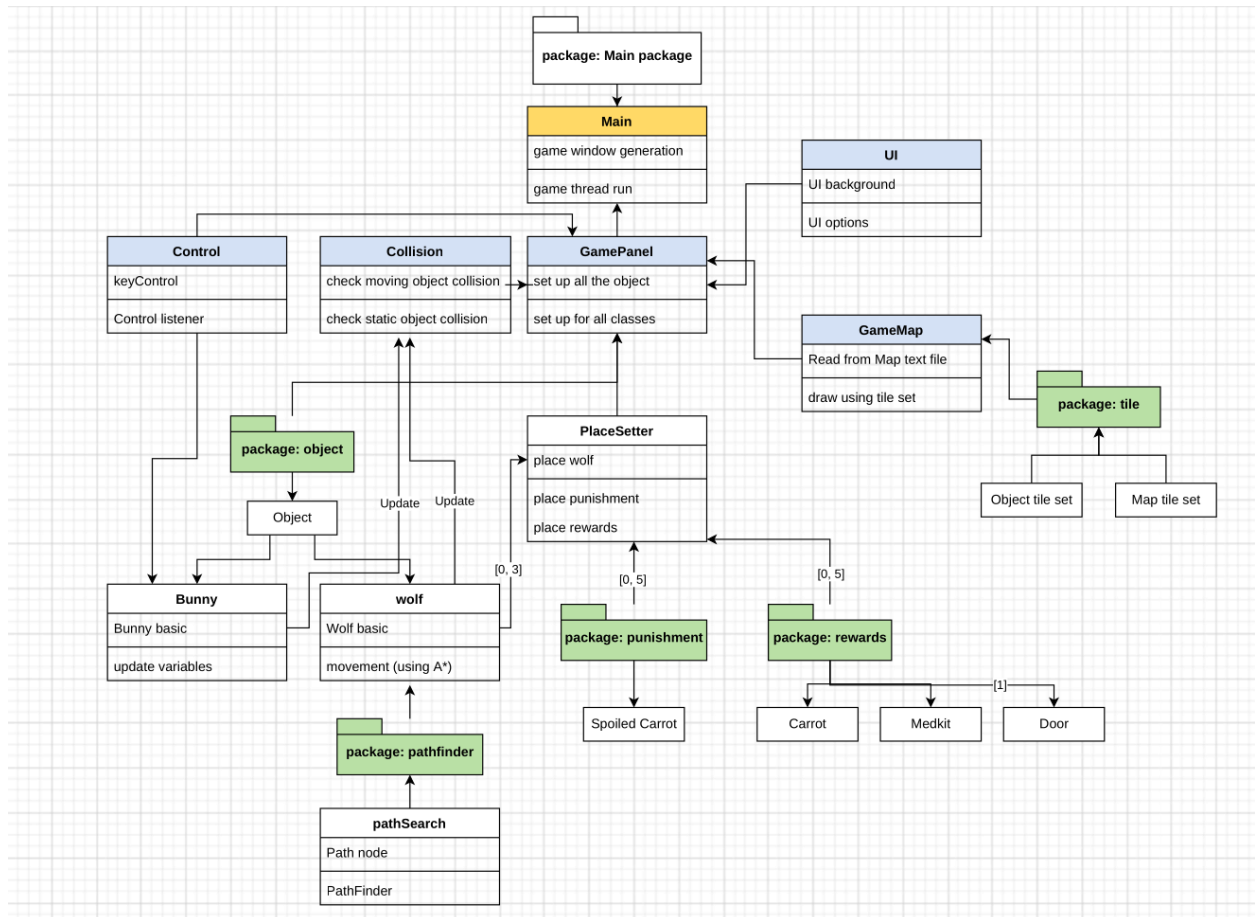 package: Main package
Main
game window generation
game thread run
UI
UI background
UI options
Control
keyControl
Control listener
Collision
check moving object collision
check static object collision
GamePanel
set up all the object
set up for all classes
GameMap
Read from Map text file
draw using tile set
package: tile
Object tile set
Map tile set
package: object
Object
PlaceSetter
place wolf
place punishment
place rewards
Update
Update
[0, 3]
[0, 5]
[0, 5]
Bunny
Bunny basic
update variables
wolf
Wolf basic
movement (using A*)
package: punishment
Spoiled Carrot
package: rewards
[1]
Carrot
Medkit
Door
package: pathfinder
pathSearch
Path node
PathFinder